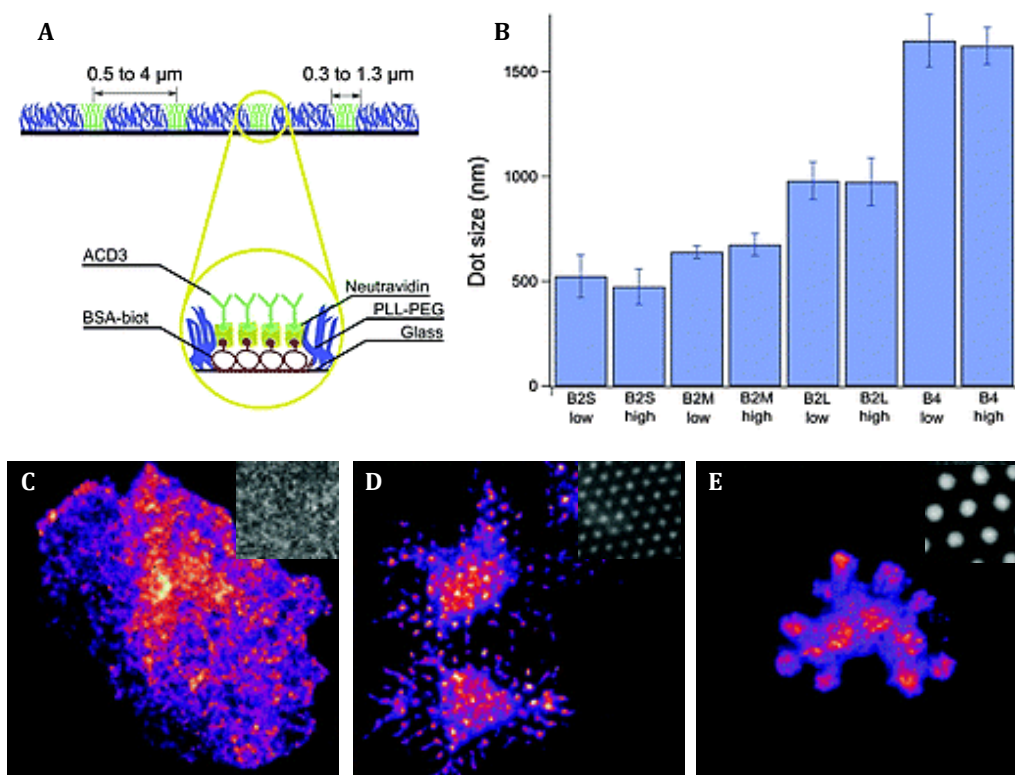 A
0.5 to 4 µm
0.3 to 1.3 µm
ACD3
BSA-biot
Neutravidin
PLL-PEG
Glass
B
Dot size (nm)
1500
1000
500
0
B2S low
B2S high
B2M low
B2M high
B2L low
B2L high
B4 low
B4 high
C
D
E